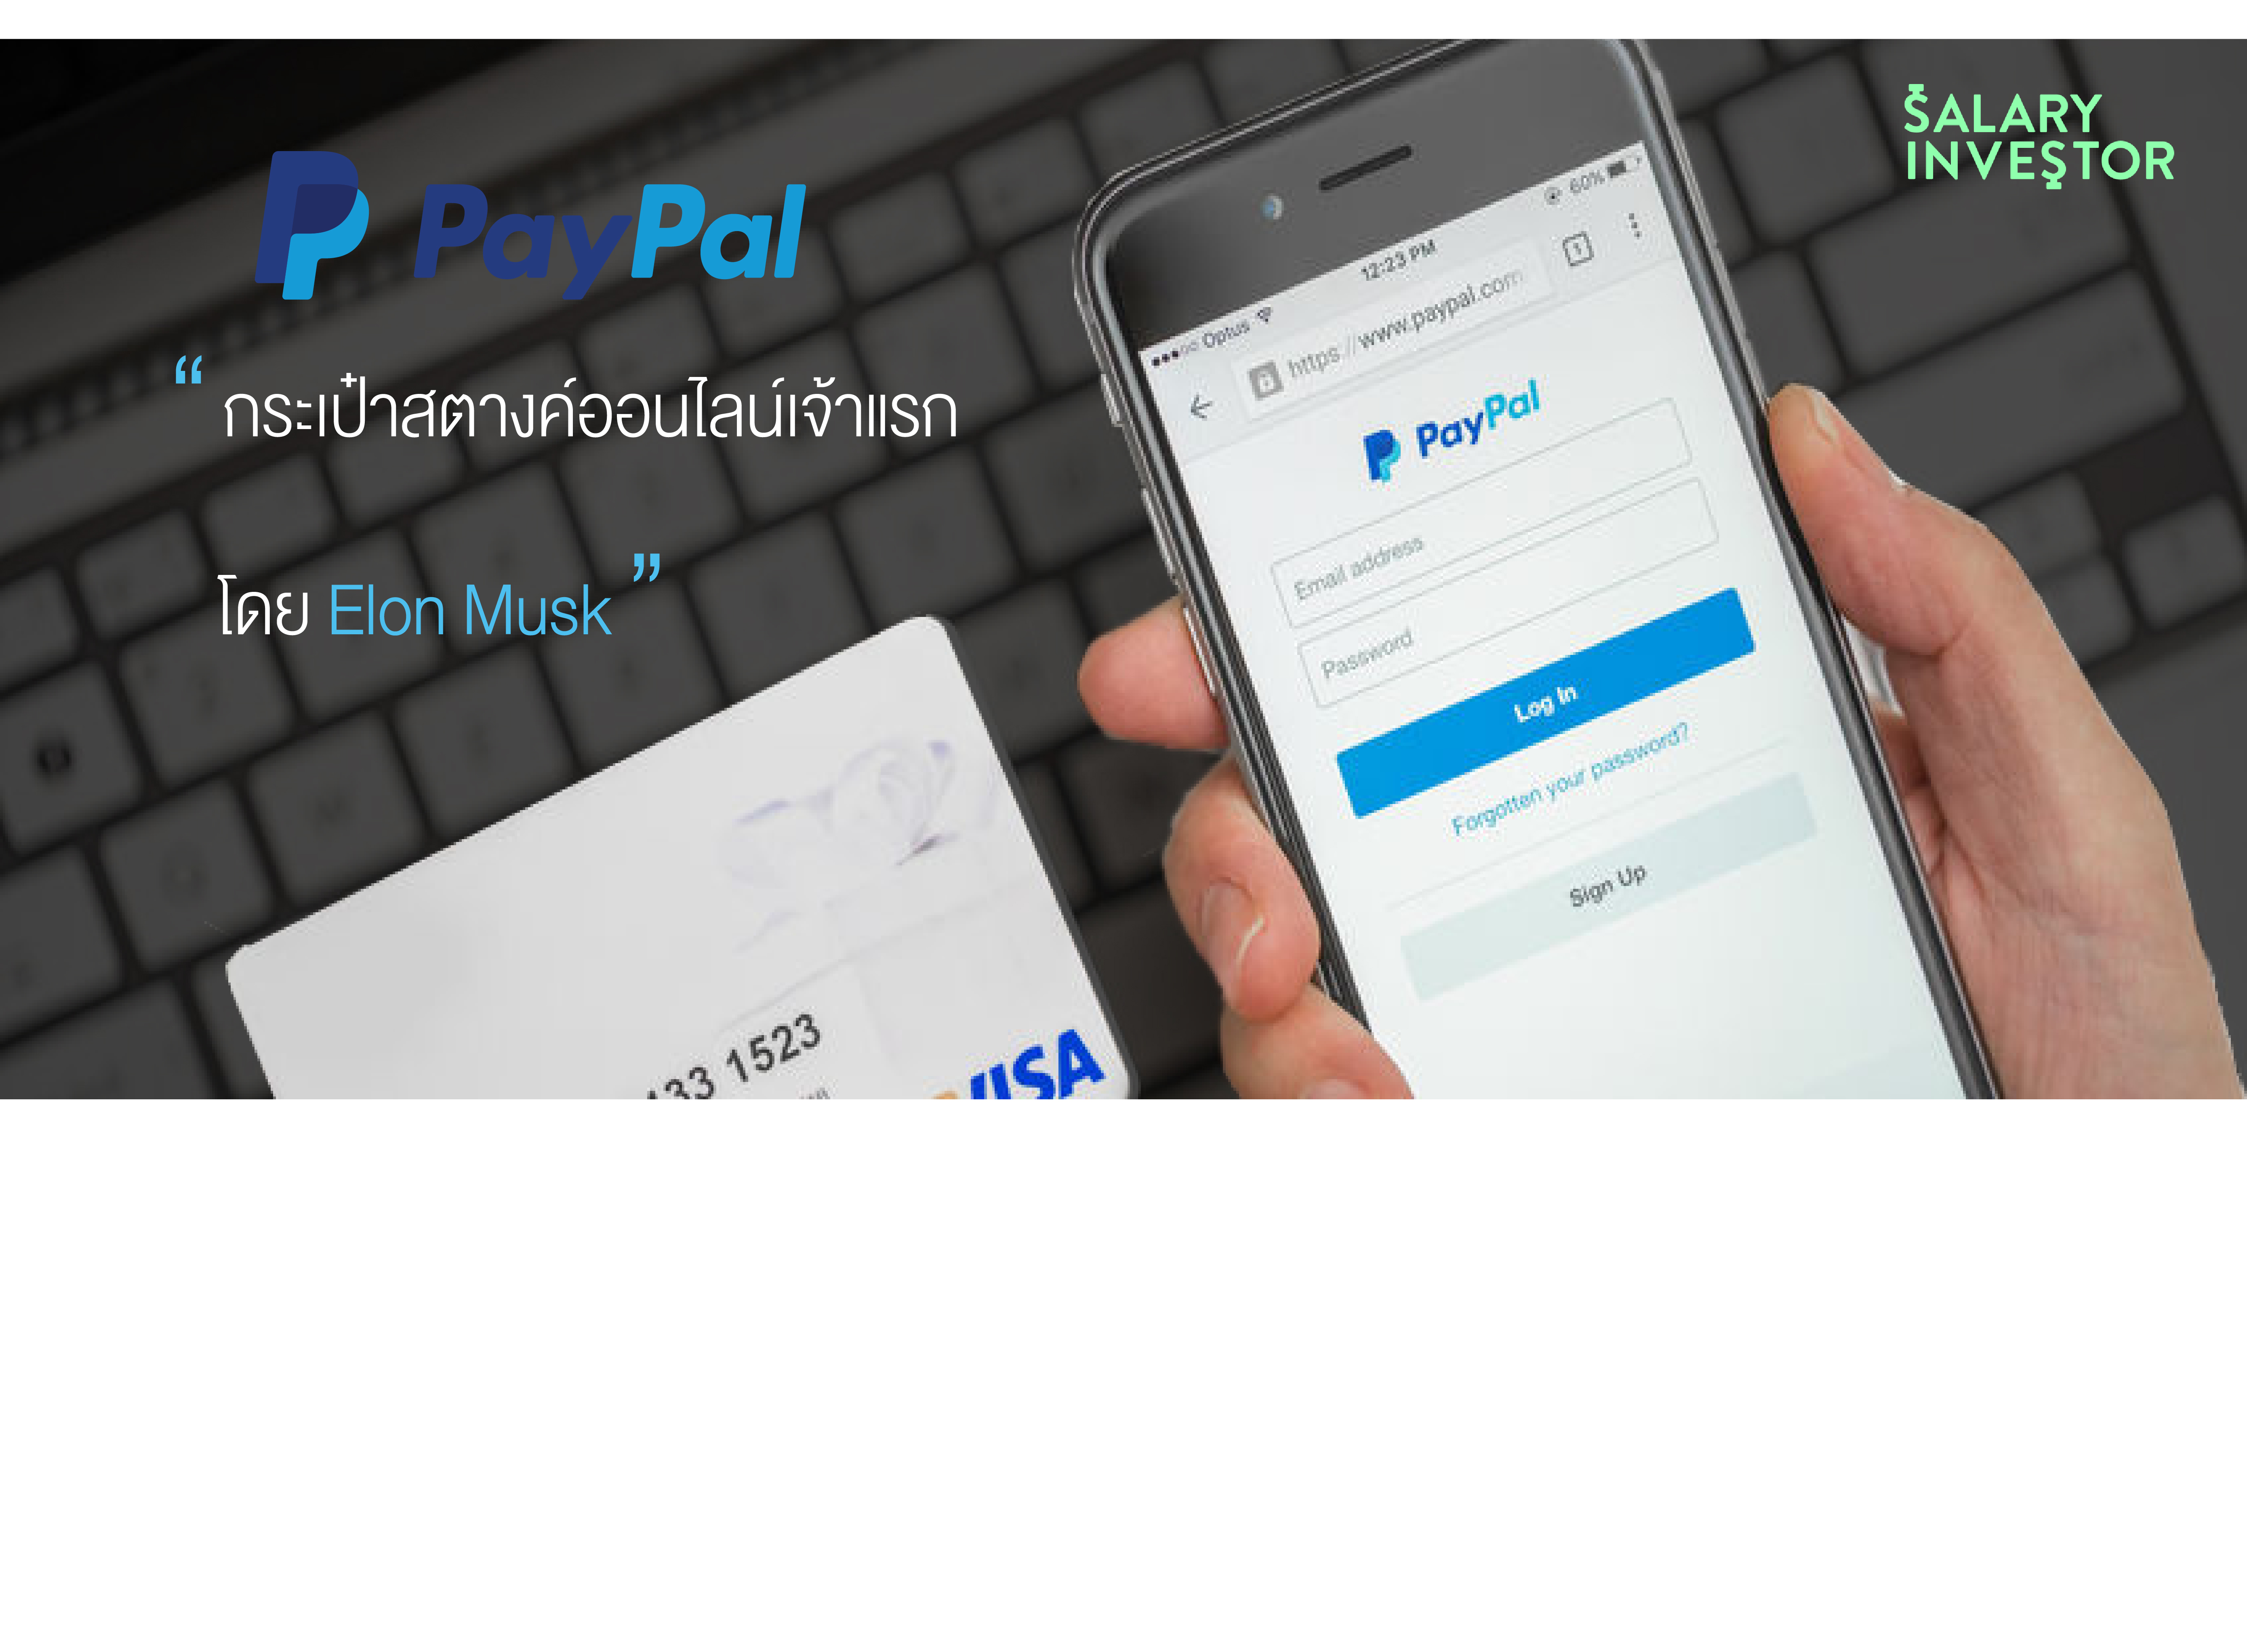 PayPal
SALARY
INVESTOR
“ กระเป๋าสตางค์ออนไลน์เจ้าแรก
โดย Elon Musk ”
Optus 12:23 PM 60%
https://www.paypal.com 1
PayPal
Email address
Password
Log In
Forgotten your password?
Sign Up
133 1523
VISA